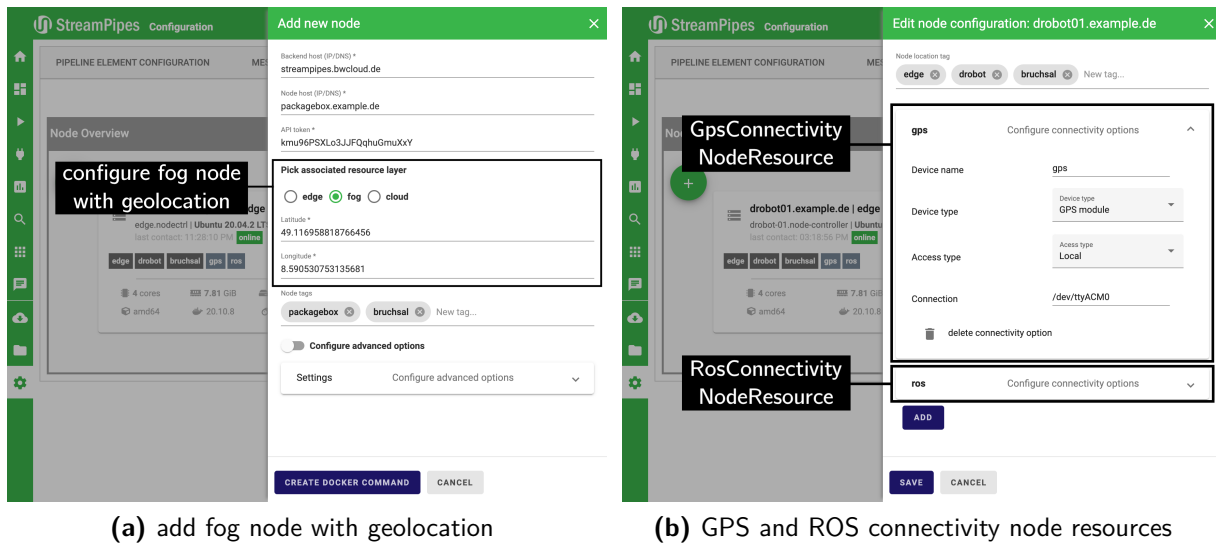 StreamPipes Configuration
PIPELINE ELEMENT CONFIGURATION
MES
Node Overview
edge
edge.nodectrl | Ubuntu 20.04.2 LT
last contact: 11:28:10 PM online
edge drobot bruchsal gps ros
4 cores 7.81 GiB
amd64 20.10.8
configure fog node
with geolocation
Add new node
Backend host (IP/DNS) *
streampipes.bwcloud.de
Node host (IP/DNS) *
packagebox.example.de
API token *
kmu96PSXLo3JJFQqhuGmuXxY
Pick associated resource layer
edge fog cloud
Latitude *
49.116958818766456
Longitude *
8.590530753135681
Node tags
packagebox bruchsal New tag...
Configure advanced options
Settings Configure advanced options
CREATE DOCKER COMMAND CANCEL
(a) add fog node with geolocation
StreamPipes Configuration
PIPELINE ELEMENT CONFIGURATION
MES
No
+
drobot01.example.de | edge
drobot-01.node-controller | Ubuntu
last contact: 03:18:56 PM online
edge drobot bruchsal gps ros
4 cores 7.81 GiB
amd64 20.10.8
GpsConnectivity
NodeResource
RosConnectivity
NodeResource
Edit node configuration: drobot01.example.de
Node location tag
edge drobot bruchsal New tag...
gps Configure connectivity options
Device name gps
Device type
Device type
GPS module
Access type
Acess type
Local
Connection /dev/ttyACM0
delete connectivity option
ros Configure connectivity options
ADD
SAVE CANCEL
(b) GPS and ROS connectivity node resources